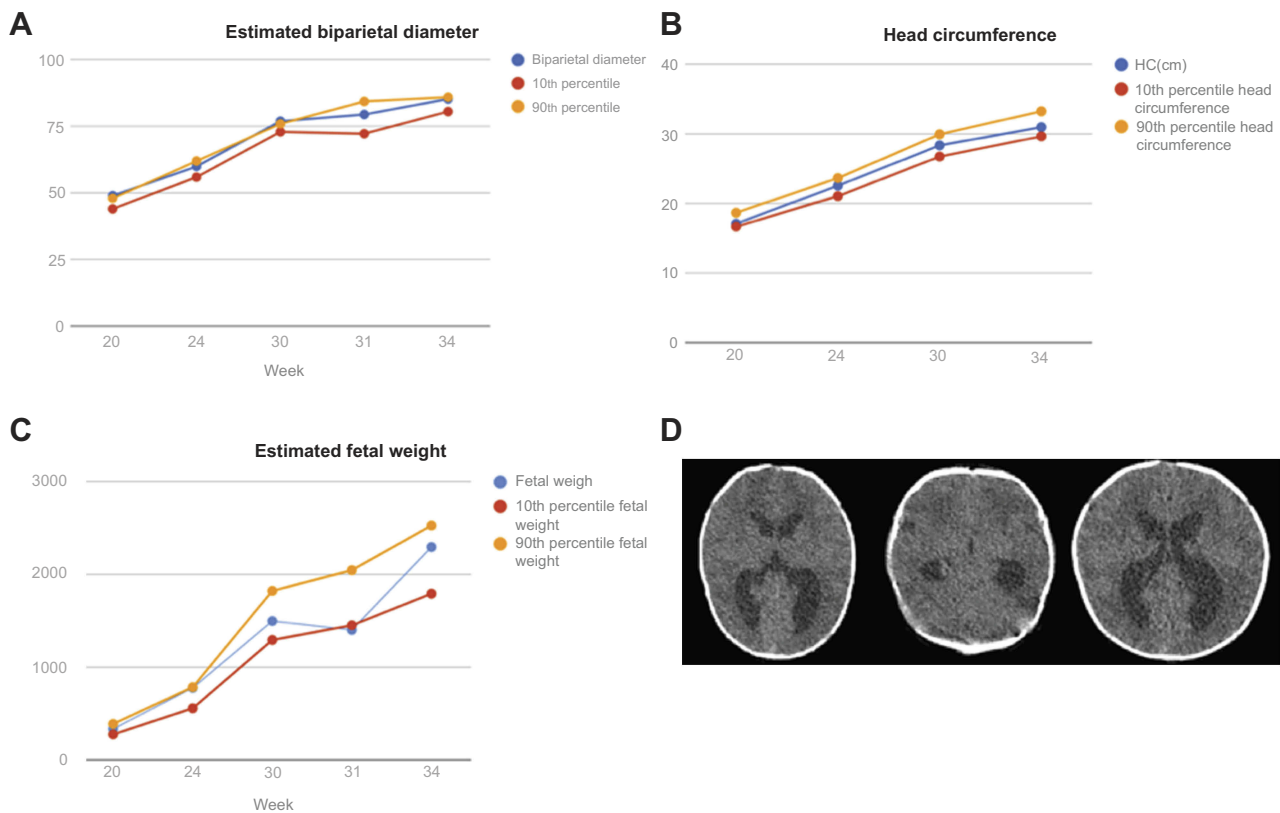 A
Estimated biparietal diameter
100
75
50
25
0
20 24 30 31 34
Week
Biparietal diameter
10th percentile
90th percentile
B
Head circumference
40
30
20
10
0
20 24 30 34
HC(cm)
10th percentile head
circumference
90th percentile head
circumference
C
Estimated fetal weight
3000
2000
1000
0
20 24 30 31 34
Week
Fetal weigh
10th percentile fetal
weight
90th percentile fetal
weight
D